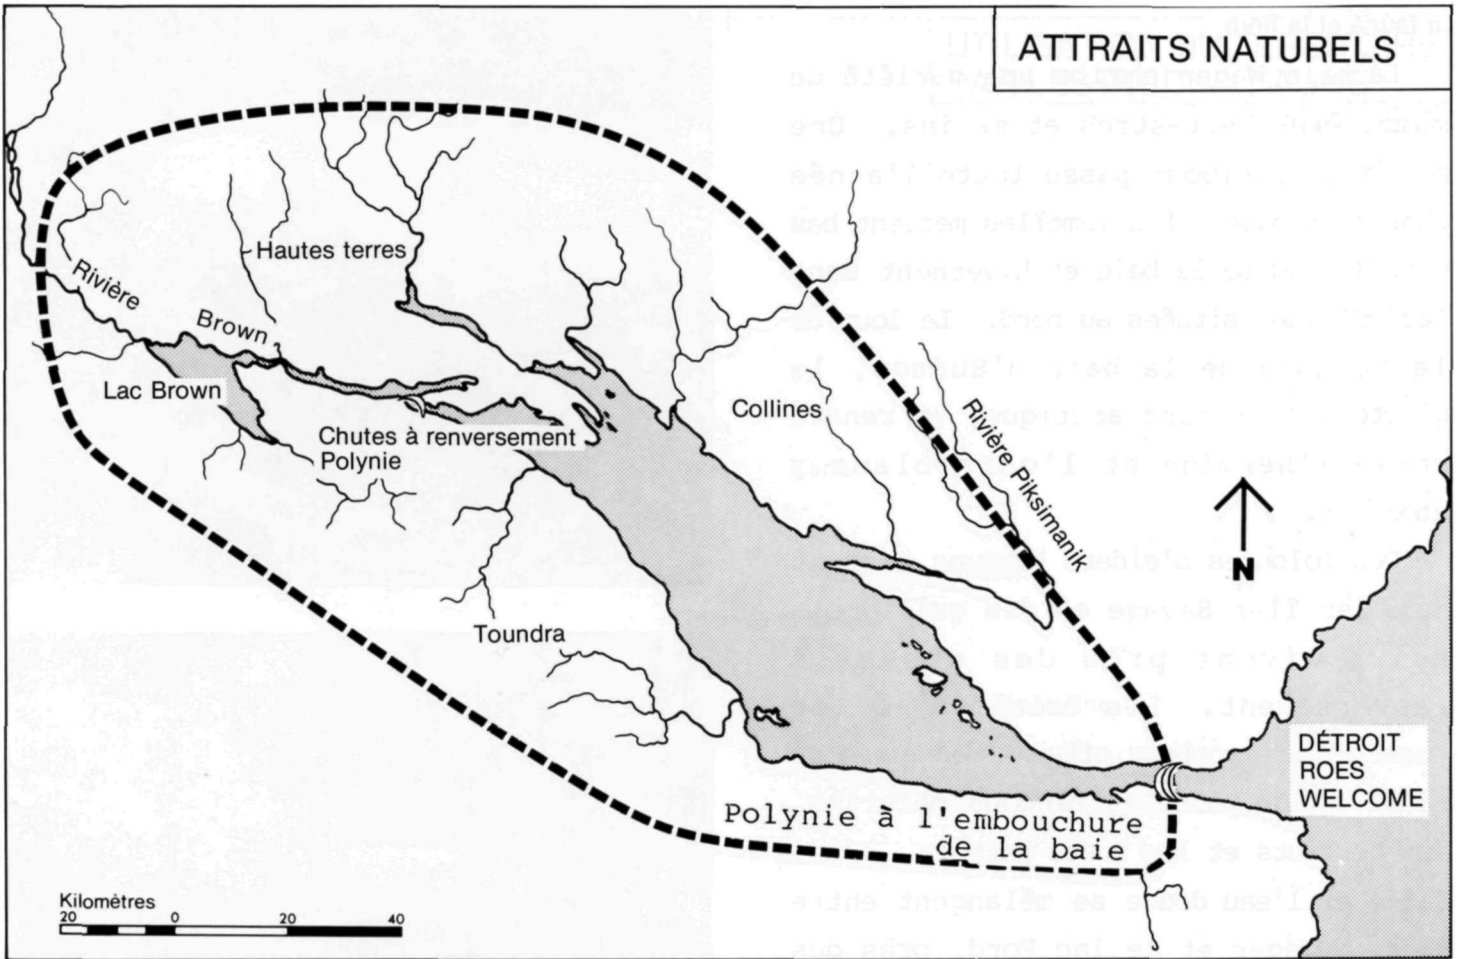 ATTRAITS NATURELS
Hautes terres
Rivière
Brown
Lac Brown
Collines
Rivière Piksimanik
Chutes à renversement
Polynie
N
Toundra
DÉTROIT
ROES
WELCOME
Polynie à l'embouchure
de la baie
Kilomètres
20 0 20 40